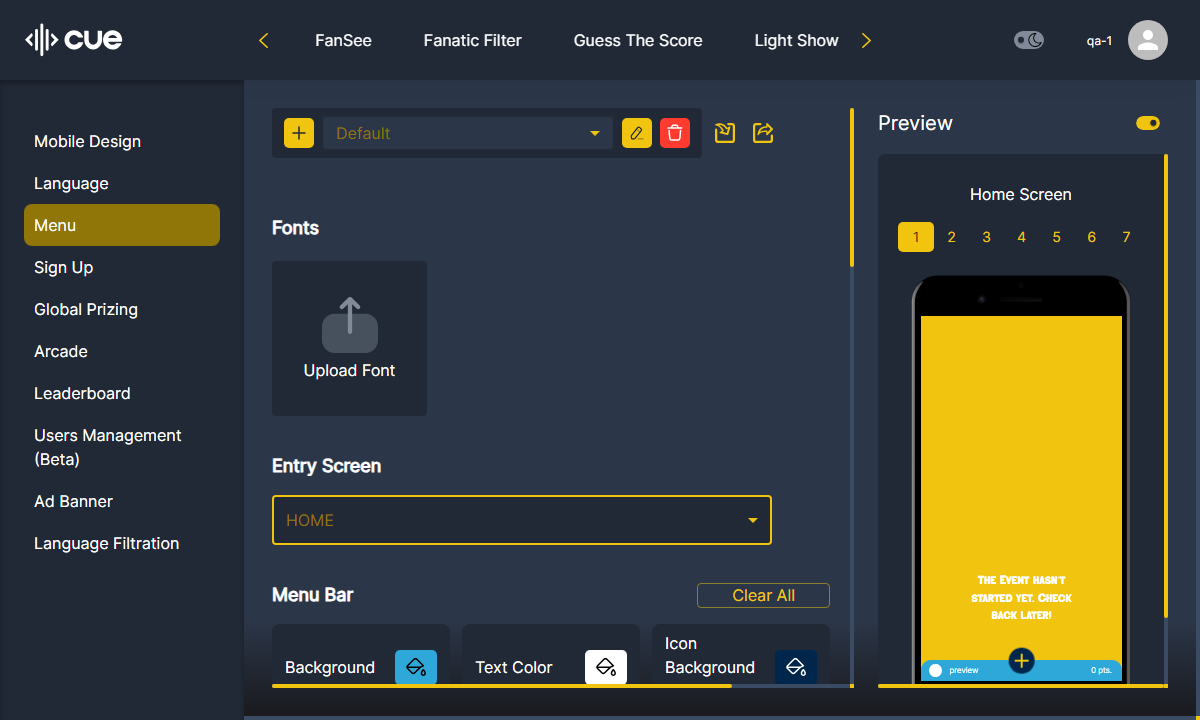 cue
FanSee
Fanatic Filter
Guess The Score
Light Show
qa-1
Mobile Design
Language
Menu
Sign Up
Global Prizing
Arcade
Leaderboard
Users Management
(Beta)
Ad Banner
Language Filtration
Default
Fonts
Upload Font
Entry Screen
HOME
Menu Bar
Clear All
Background
Text Color
Icon
Background
Preview
Home Screen
1 2 3 4 5 6 7
The Event hasn't
started yet. Check
back later!
preview
0 pts.